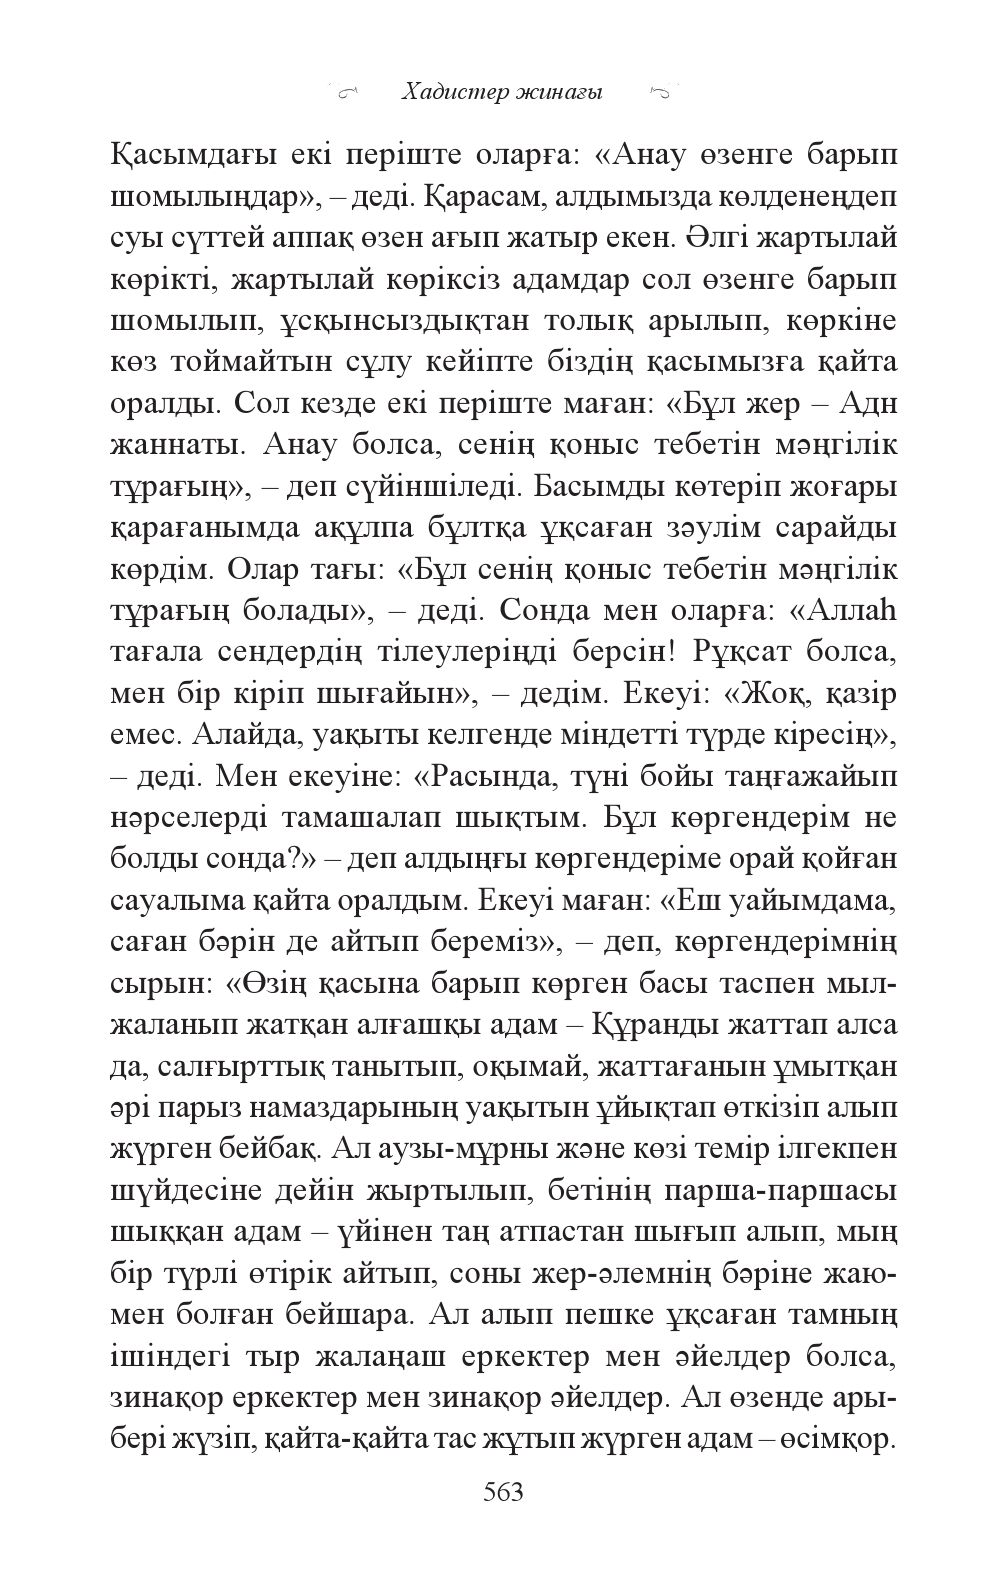 Хадистер жинағы
Қасымдағы екі періште оларға: «Анау өзенге барып
шомылыңдар», – деді. Қарасам, алдымызда көлденеңдеп
суы сүттей аппақ өзен ағып жатыр екен. Әлгі жартылай
көрікті, жартылай көріксіз адамдар сол өзенге барып
шомылып, ұсқынсыздықтан толық арылып, көркіне
көз тоймайтын сұлу кейіпте біздің қасымызға қайта
оралды. Сол кезде екі періште маған: «Бұл жер – Адн
жаннаты. Анау болса, сенің қоныс тебетін мәңгілік
тұрағың», – деп сүйіншіледі. Басымды көтеріп жоғары
қарағанымда ақұлпа бұлтқа ұқсаған зәулім сарайды
көрдім. Олар тағы: «Бұл сенің қоныс тебетін мәңгілік
тұрағың болады», – деді. Сонда мен оларға: «Аллаһ
тағала сендердің тілеулеріңді берсін! Рұқсат болса,
мен бір кіріп шығайын», – дедім. Екеуі: «Жоқ, қазір
емес. Алайда, уақыты келгенде міндетті түрде кіресің»,
– деді. Мен екеуіне: «Расында, түні бойы таңғажайып
нәрселерді тамашалап шықтым. Бұл көргендерім не
болды сонда?» – деп алдыңғы көргендеріме орай қойған
сауалыма қайта оралдым. Екеуі маған: «Еш уайымдама,
саған бәрін де айтып береміз», – деп, көргендерімнің
сырын: «Өзің қасына барып көрген басы таспен мыл-
жаланып жатқан алғашқы адам – Құранды жаттап алса
да, салғырттық танытып, оқымай, жаттағанын ұмытқан
әрі парыз намаздарының уақытын ұйықтап өткізіп алып
жүрген бейбақ. Ал аузы-мұрны және көзі темір ілгекпен
шүйдесіне дейін жыртылып, бетінің парша-паршасы
шыққан адам – үйінен таң атпастан шығып алып, мың
бір түрлі өтірік айтып, соны жер-әлемнің бәріне жаю-
мен болған бейшара. Ал алып пешке ұқсаған тамның
ішіндегі тыр жалаңаш еркектер мен әйелдер болса,
зинақор еркектер мен зинақор әйелдер. Ал өзенде ары-
бері жүзіп, қайта-қайта тас жұтып жүрген адам – өсімқор.
563